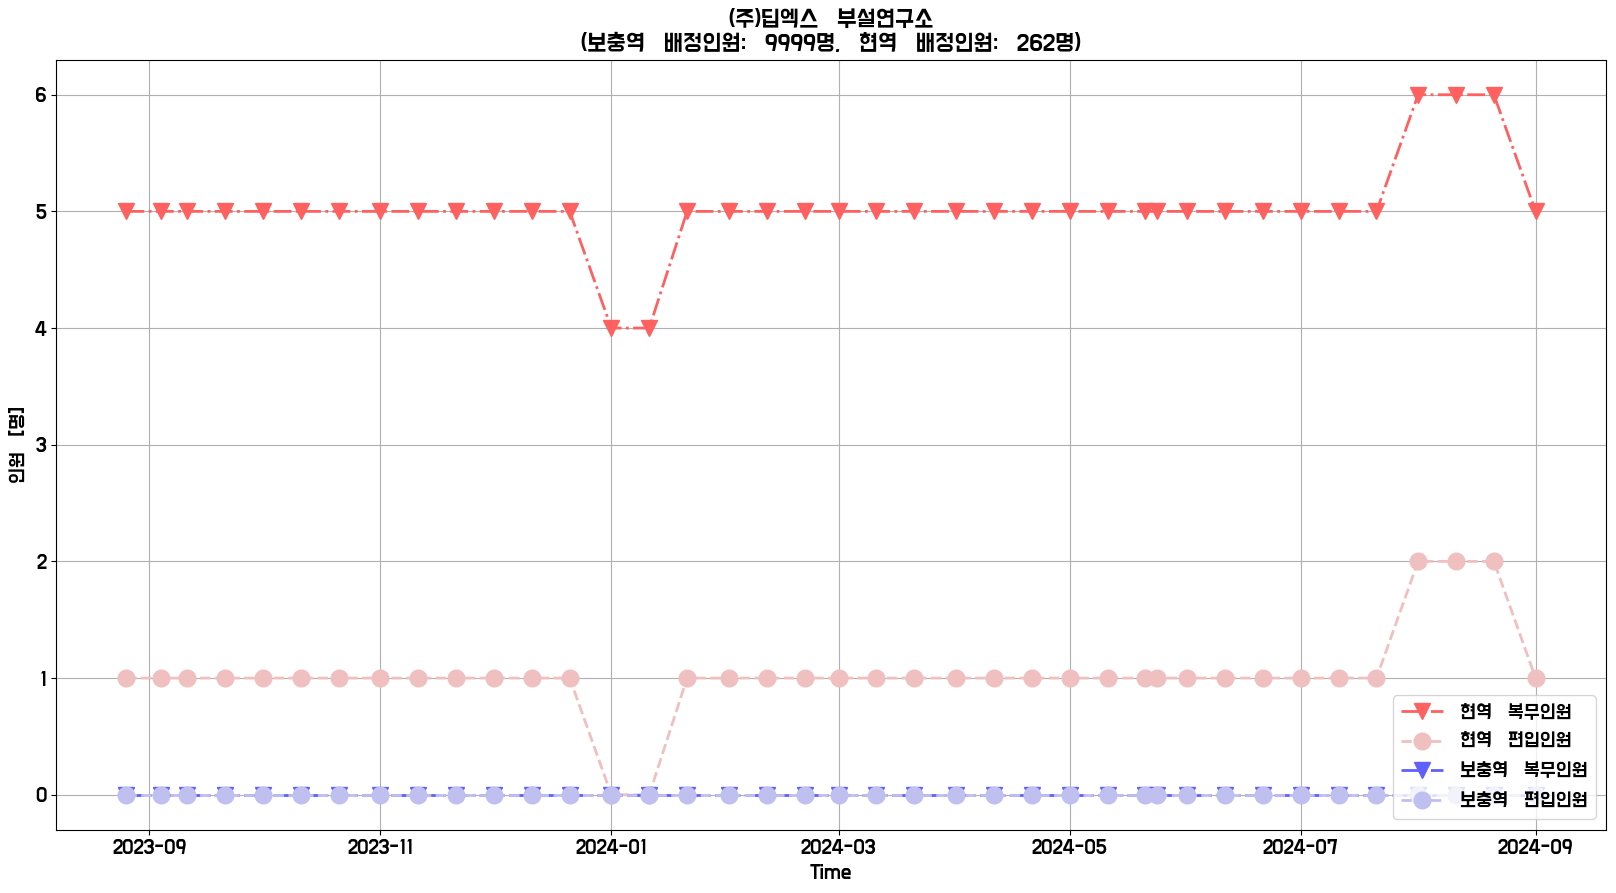 (주)딥엑스 부설연구소
(보충역 배정인원: 9999명, 현역 배정인원: 262명)
6
5
4
3
2
1
0
인원 [명]
2023-09
2023-11
2024-01
2024-03
2024-05
2024-07
2024-09
Time
현역 복무인원
현역 편입인원
보충역 복무인원
보충역 편입인원